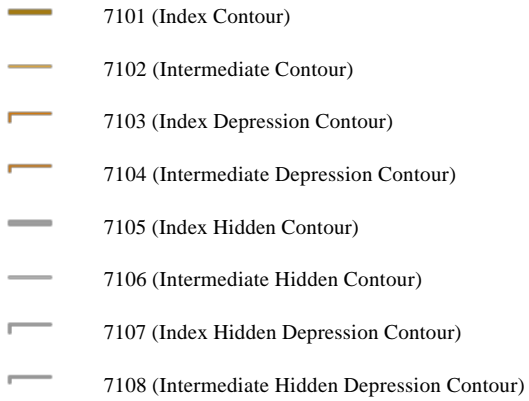 7101 (Index Contour)
7102 (Intermediate Contour)
7103 (Index Depression Contour)
7104 (Intermediate Depression Contour)
7105 (Index Hidden Contour)
7106 (Intermediate Hidden Contour)
7107 (Index Hidden Depression Contour)
7108 (Intermediate Hidden Depression Contour)